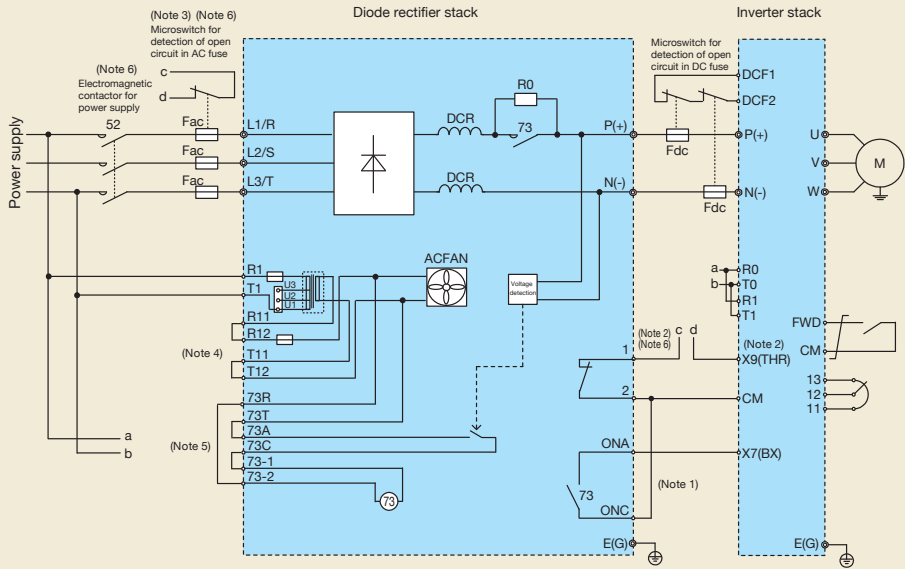 Diode rectifier stack
Inverter stack
(Note 3) (Note 6)
Microswitch for
detection of open
circuit in AC fuse
c
d
(Note 6)
Electromagnetic
contactor for
power supply
52
Power supply
Fac
Fac
Fac
L1/R
L2/S
L3/T
DCR
DCR
R0
73
P(+)
N(-)
Microswitch for
detection of open
circuit in DC fuse
Fdc
Fdc
DCF1
DCF2
P(+)
N(-)
U
V
W
M
R1
T1
U3
U2
U1
R11
R12
T11
T12
(Note 4)
ACFAN
Voltage
detection
73R
73T
73A
73C
73-1
73-2
(Note 5)
73
a
b
1
2
(Note 2)
(Note 6)
c
d
ONA
73
ONC
(Note 1)
E(G)
a
b
R0
T0
R1
T1
(Note 2)
X9(THR)
CM
X7(BX)
FWD
CM
13
12
11
E(G)